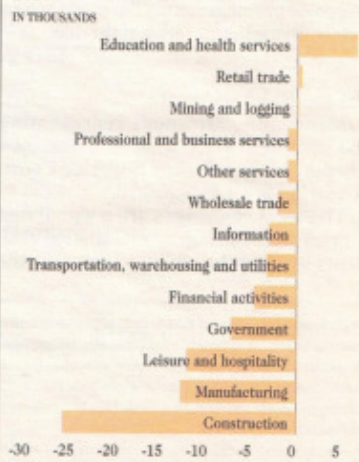 IN THOUSANDS
Education and health services
Retail trade
Mining and logging
Professional and business services
Other services
Wholesale trade
Information
Transportation, warehousing and utilities
Financial activities
Government
Leisure and hospitality
Manufacturing
Construction
-30 -25 -20 -15 -10 -5 0 5